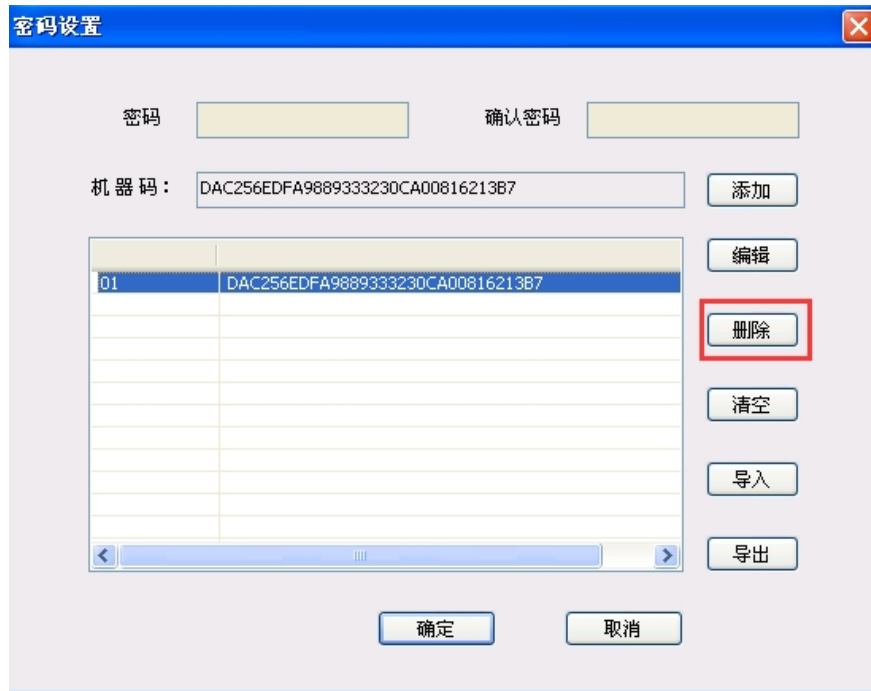 密码设置
密码
确认密码
机器码：
DAC256EDFA9889333230CA00816213B7
添加
编辑
01 DAC256EDFA9889333230CA00816213B7
删除
清空
导入
导出
确定
取消